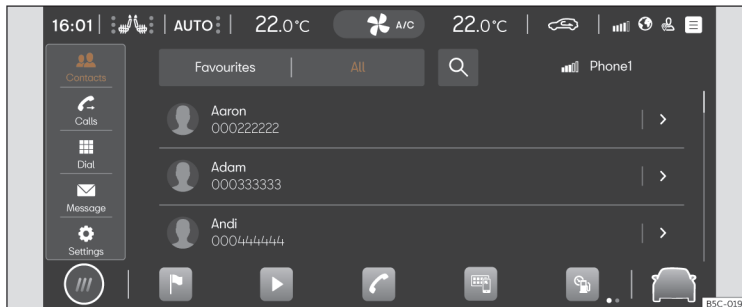 16:01 AUTO 22.0°C A/C 22.0°C
Contacts
Calls
Dial
Message
Settings
Favourites All Phone1
Aaron
000222222
Adam
000333333
Andi
000444444
B5C-019